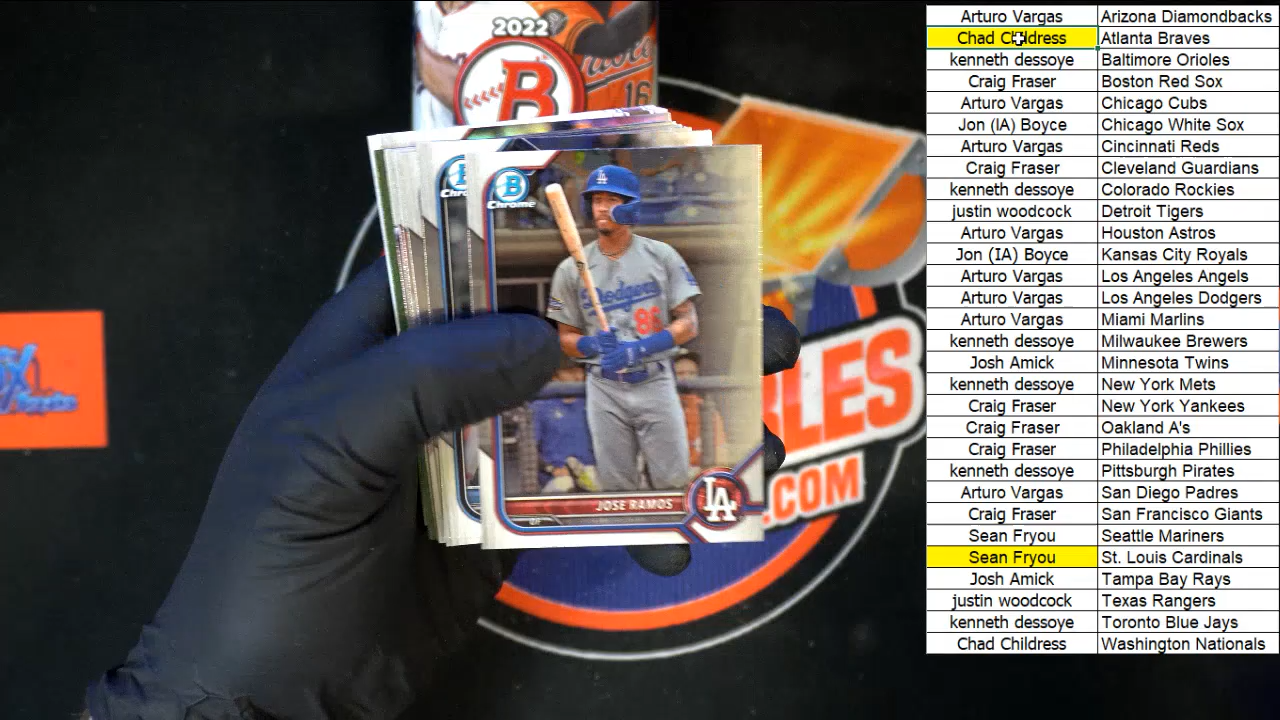 2022
B
16
B
Chrome
Dodgers
LA
JOSE RAMOS
OF
LA
BLES
.COM
Arturo Vargas Arizona Diamondbacks
Chad Childress Atlanta Braves
kenneth dessoye Baltimore Orioles
Craig Fraser Boston Red Sox
Arturo Vargas Chicago Cubs
Jon (IA) Boyce Chicago White Sox
Arturo Vargas Cincinnati Reds
Craig Fraser Cleveland Guardians
kenneth dessoye Colorado Rockies
justin woodcock Detroit Tigers
Arturo Vargas Houston Astros
Jon (IA) Boyce Kansas City Royals
Arturo Vargas Los Angeles Angels
Arturo Vargas Los Angeles Dodgers
Arturo Vargas Miami Marlins
kenneth dessoye Milwaukee Brewers
Josh Amick Minnesota Twins
kenneth dessoye New York Mets
Craig Fraser New York Yankees
Craig Fraser Oakland A's
Craig Fraser Philadelphia Phillies
kenneth dessoye Pittsburgh Pirates
Arturo Vargas San Diego Padres
Craig Fraser San Francisco Giants
Sean Fryou Seattle Mariners
Sean Fryou St. Louis Cardinals
Josh Amick Tampa Bay Rays
justin woodcock Texas Rangers
kenneth dessoye Toronto Blue Jays
Chad Childress Washington Nationals